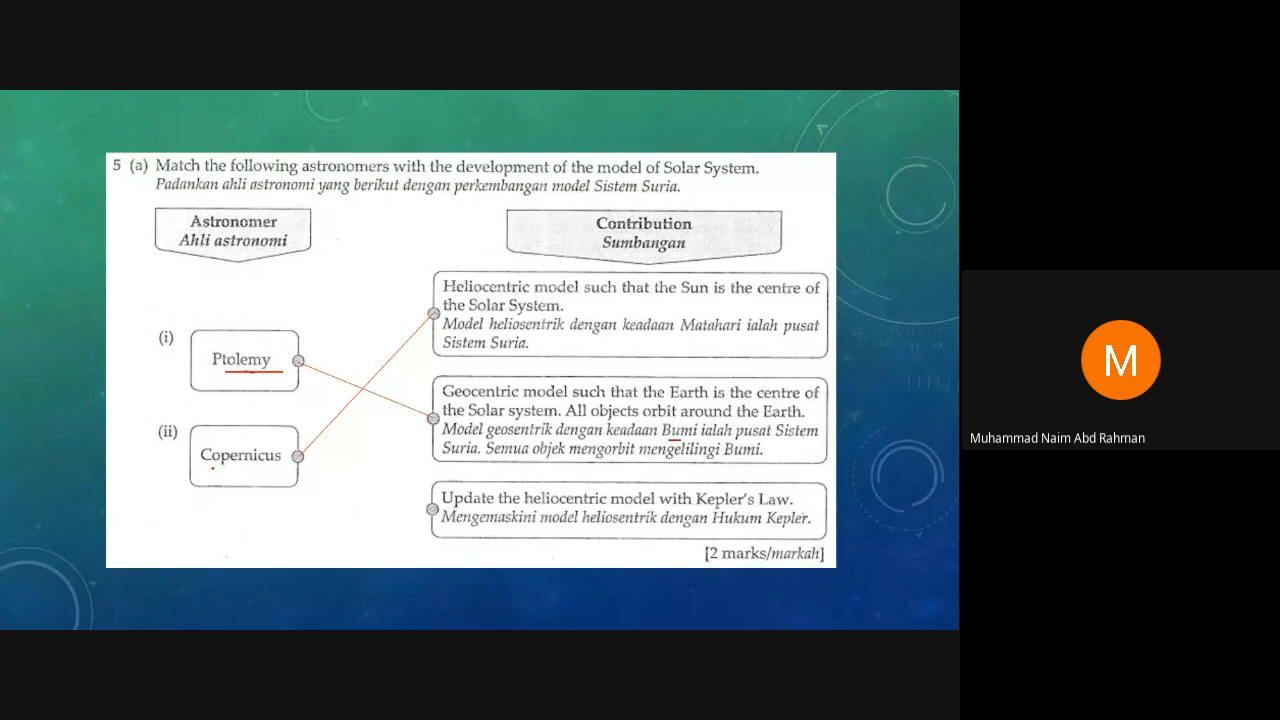 5 (a) Match the following astronomers with the development of the model of Solar System.
Padankan ahli astronomi yang berikut dengan perkembangan model Sistem Suria.
Astronomer
Ahli astronomi
Contribution
Sumbangan
(i)
Ptolemy
(ii)
Copernicus
Heliocentric model such that the Sun is the centre of
the Solar System.
Model heliosentrik dengan keadaan Matahari ialah pusat
Sistem Suria.
Geocentric model such that the Earth is the centre of
the Solar system. All objects orbit around the Earth.
Model geosentrik dengan keadaan Bumi ialah pusat Sistem
Suria. Semua objek mengorbit mengelilingi Bumi.
Update the heliocentric model with Kepler's Law.
Mengemaskini model heliosentrik dengan Hukum Kepler.
[2 marks/markah]
M
Muhammad Naim Abd Rahman